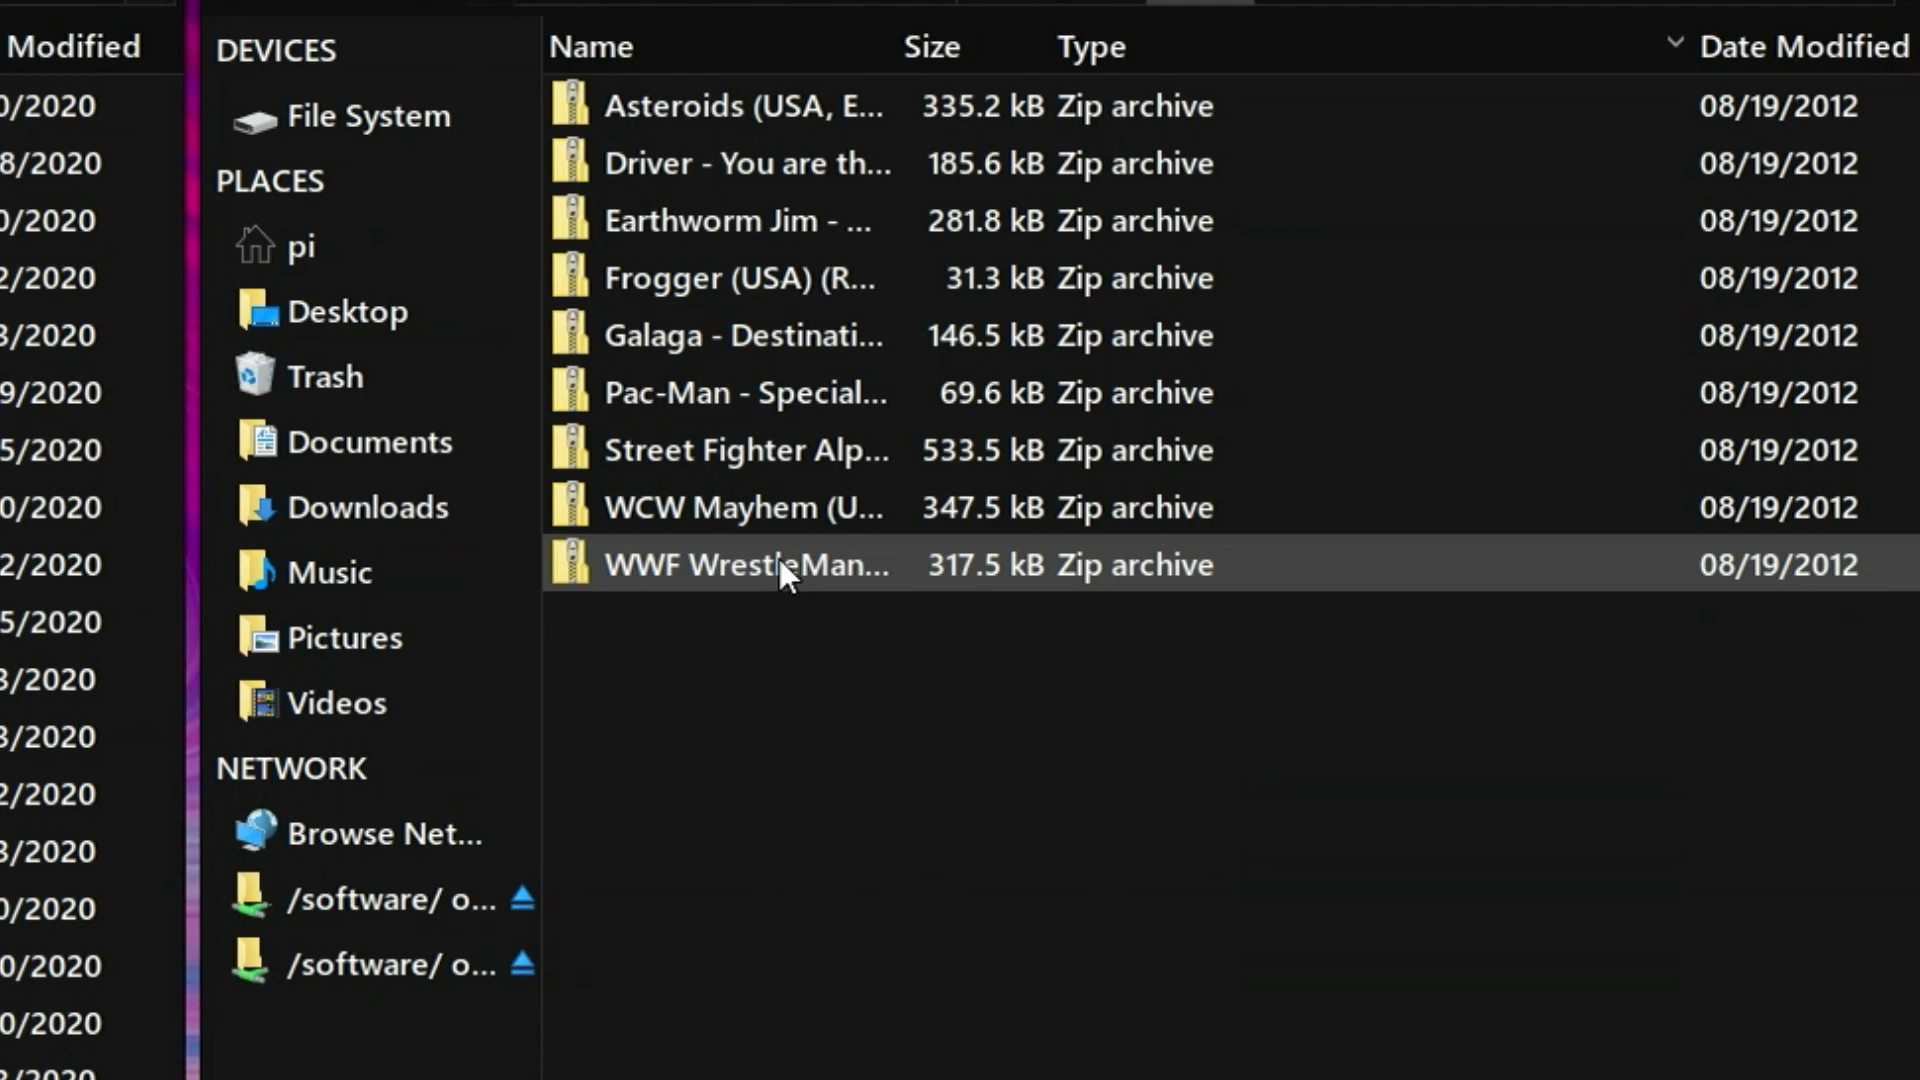 Modified
0/2020
8/2020
0/2020
2/2020
3/2020
9/2020
5/2020
0/2020
2/2020
5/2020
3/2020
3/2020
2/2020
3/2020
0/2020
0/2020
0/2020
3/2020
DEVICES
File System
PLACES
pi
Desktop
Trash
Documents
Downloads
Music
Pictures
Videos
NETWORK
Browse Net...
/software/ o...
/software/ o...
Name Size Type Date Modified
Asteroids (USA, E... 335.2 kB Zip archive 08/19/2012
Driver - You are th... 185.6 kB Zip archive 08/19/2012
Earthworm Jim - ... 281.8 kB Zip archive 08/19/2012
Frogger (USA) (R... 31.3 kB Zip archive 08/19/2012
Galaga - Destinati... 146.5 kB Zip archive 08/19/2012
Pac-Man - Special... 69.6 kB Zip archive 08/19/2012
Street Fighter Alp... 533.5 kB Zip archive 08/19/2012
WCW Mayhem (U... 347.5 kB Zip archive 08/19/2012
WWF WrestleMan... 317.5 kB Zip archive 08/19/2012